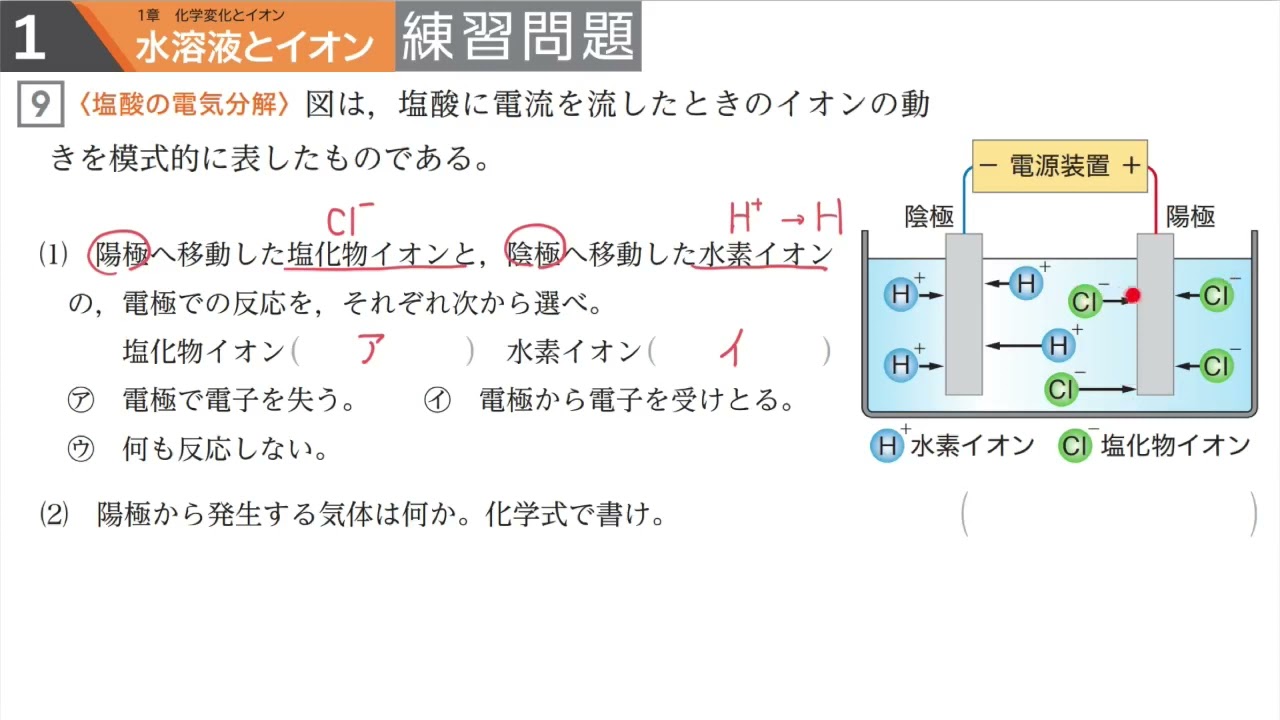 1
1章 化学変化とイオン
水溶液とイオン
練習問題
9 〈塩酸の電気分解〉図は，塩酸に電流を流したときのイオンの動
きを模式的に表したものである。
Cl⁻ H⁺ → H
(1) 陽極へ移動した塩化物イオンと，陰極へ移動した水素イオン
の，電極での反応を，それぞれ次から選べ。
塩化物イオン( ア ) 水素イオン( イ )
㋐ 電極で電子を失う。 ㋑ 電極から電子を受けとる。
㋒ 何も反応しない。
(2) 陽極から発生する気体は何か。化学式で書け。 ( )
− 電源装置 +
陰極 陽極
H⁺ H⁺ Cl⁻ Cl⁻
H⁺ H⁺ Cl⁻ Cl⁻
H⁺ 水素イオン Cl⁻ 塩化物イオン